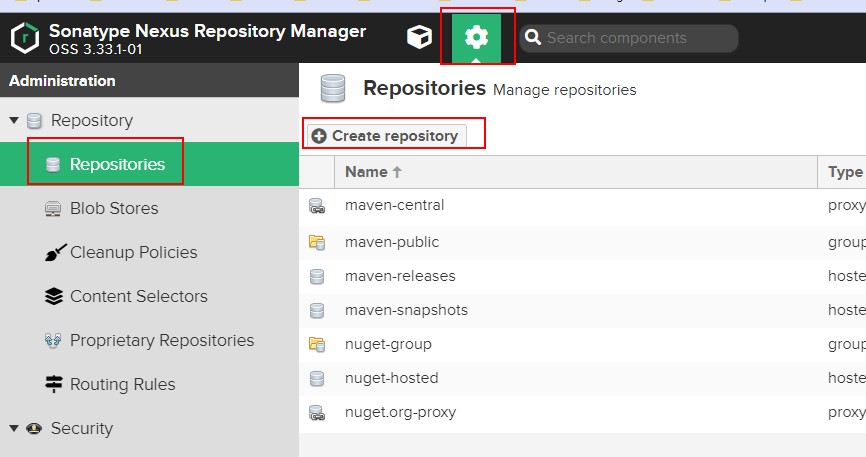 Sonatype Nexus Repository Manager
OSS 3.33.1-01
Search components
Administration
Repository
Repositories
Blob Stores
Cleanup Policies
Content Selectors
Proprietary Repositories
Routing Rules
Security
Repositories Manage repositories
Create repository
Name Type
maven-central proxy
maven-public group
maven-releases hoste
maven-snapshots hoste
nuget-group group
nuget-hosted hoste
nuget.org-proxy proxy